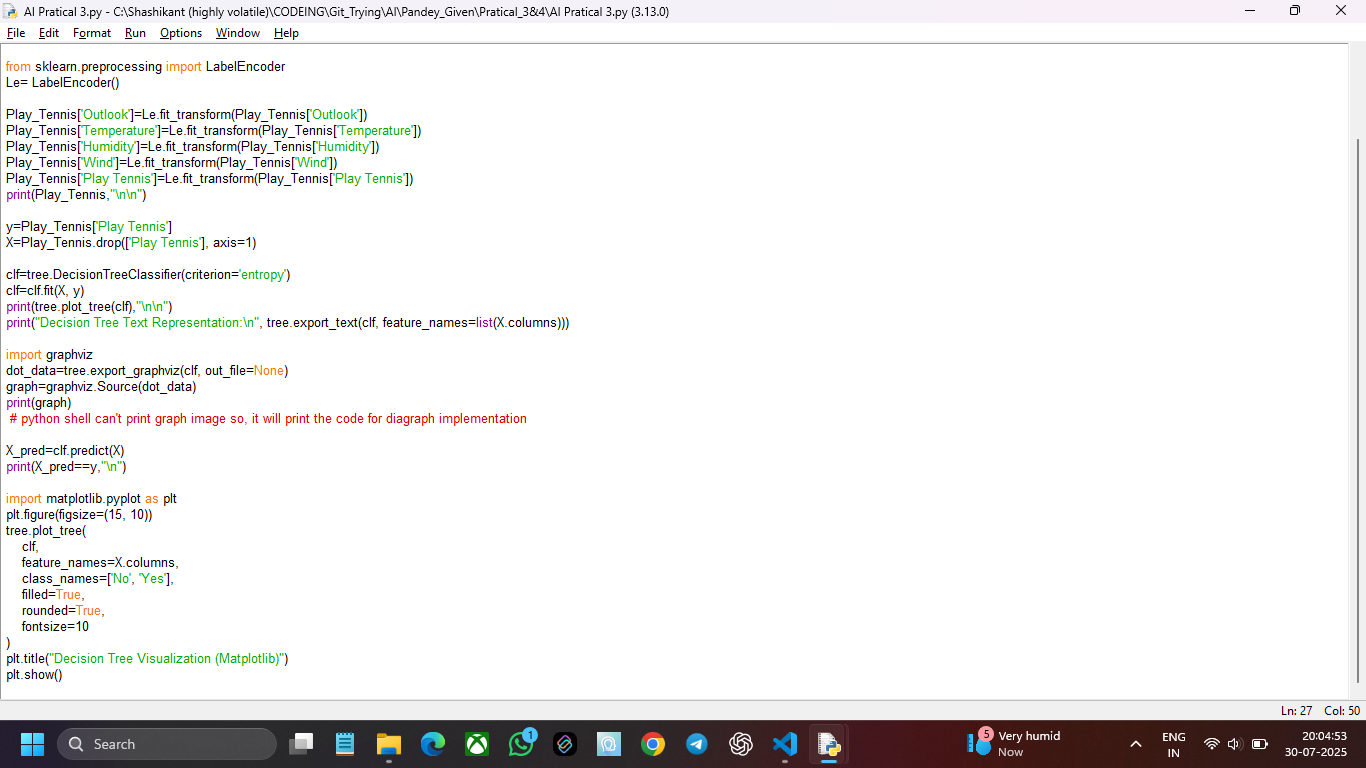 AI Pratical 3.py - C:\Shashikant (highly volatile)\CODEING\Git_Trying\AI\Pandey_Given\Pratical_3&4\AI Pratical 3.py (3.13.0)
File Edit Format Run Options Window Help
from sklearn.preprocessing import LabelEncoder
Le= LabelEncoder()
Play_Tennis['Outlook']=Le.fit_transform(Play_Tennis['Outlook'])
Play_Tennis['Temperature']=Le.fit_transform(Play_Tennis['Temperature'])
Play_Tennis['Humidity']=Le.fit_transform(Play_Tennis['Humidity'])
Play_Tennis['Wind']=Le.fit_transform(Play_Tennis['Wind'])
Play_Tennis['Play Tennis']=Le.fit_transform(Play_Tennis['Play Tennis'])
print(Play_Tennis,"\n\n")
y=Play_Tennis['Play Tennis']
X=Play_Tennis.drop(['Play Tennis'], axis=1)
clf=tree.DecisionTreeClassifier(criterion='entropy')
clf=clf.fit(X, y)
print(tree.plot_tree(clf),"\n\n")
print("Decision Tree Text Representation:\n", tree.export_text(clf, feature_names=list(X.columns)))
import graphviz
dot_data=tree.export_graphviz(clf, out_file=None)
graph=graphviz.Source(dot_data)
print(graph)
# python shell can't print graph image so, it will print the code for diagraph implementation
X_pred=clf.predict(X)
print(X_pred==y,"\n")
import matplotlib.pyplot as plt
plt.figure(figsize=(15, 10))
tree.plot_tree(
clf,
feature_names=X.columns,
class_names=['No', 'Yes'],
filled=True,
rounded=True,
fontsize=10
)
plt.title("Decision Tree Visualization (Matplotlib)")
plt.show()
Ln: 27 Col: 50
Search
1
5
Very humid
Now
ENG
IN
20:04:53
30-07-2025